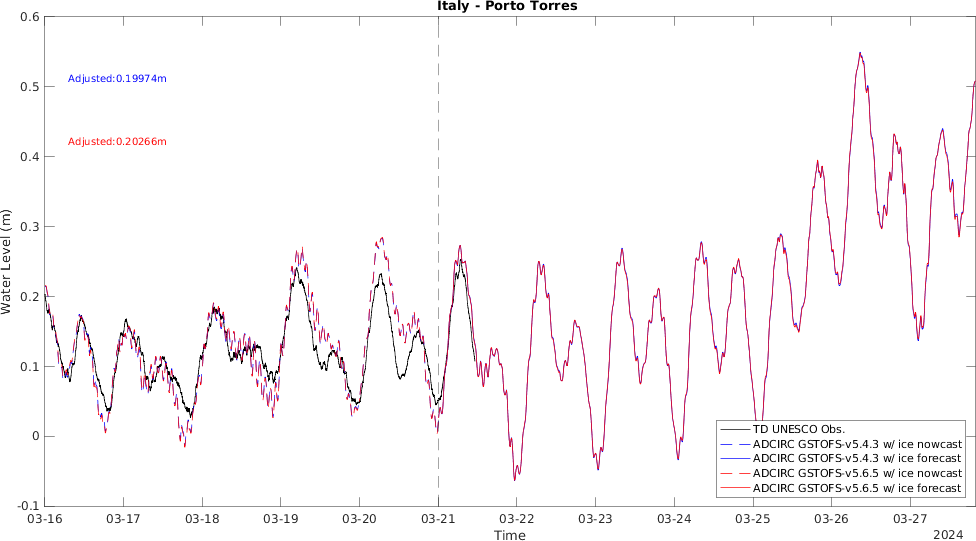 Italy - Porto Torres
0.6
0.5
0.4
0.3
0.2
0.1
0
-0.1
Water Level (m)
Adjusted:0.19974m
Adjusted:0.20266m
TD UNESCO Obs.
ADCIRC GSTOFS-v5.4.3 w/ ice nowcast
ADCIRC GSTOFS-v5.4.3 w/ ice forecast
ADCIRC GSTOFS-v5.6.5 w/ ice nowcast
ADCIRC GSTOFS-v5.6.5 w/ ice forecast
03-16 03-17 03-18 03-19 03-20 03-21 03-22 03-23 03-24 03-25 03-26 03-27
Time
2024